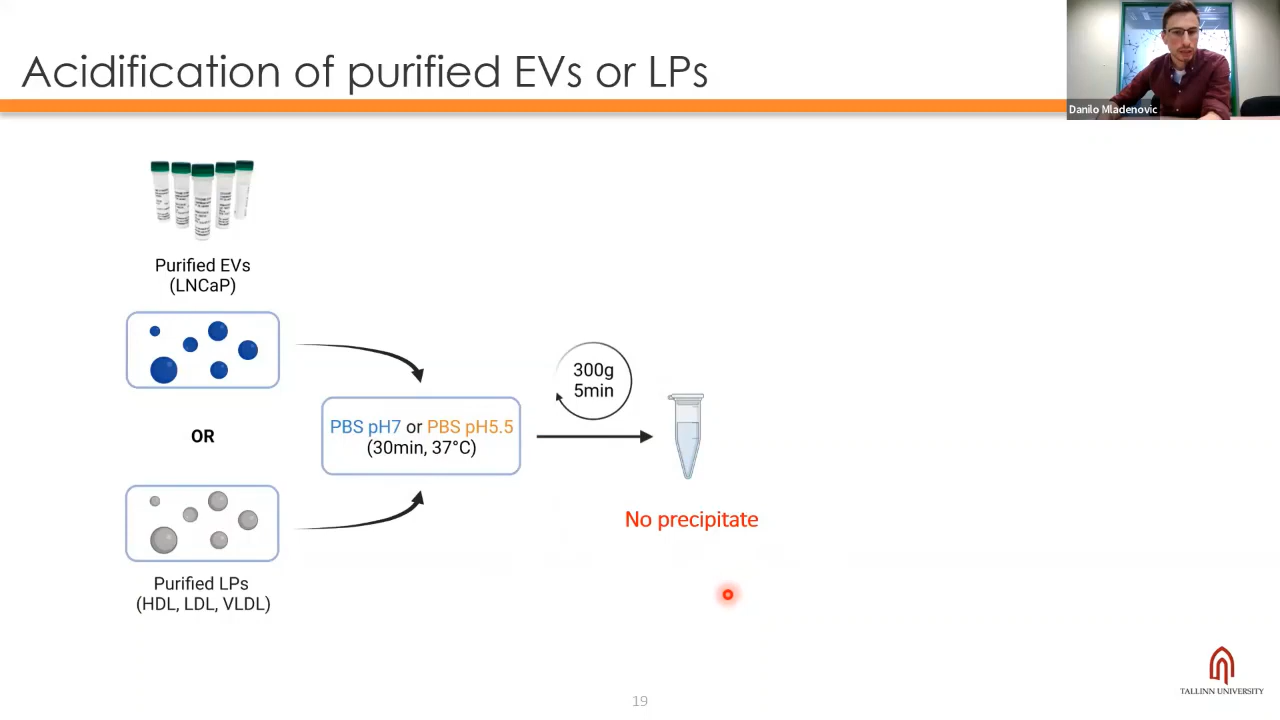 Acidification of purified EVs or LPs
Danilo Mladenovic
Purified EVs
(LNCaP)
OR
Purified LPs
(HDL, LDL, VLDL)
PBS pH7 or PBS pH5.5
(30min, 37°C)
300g
5min
No precipitate
19
TALLINN UNIVERSITY